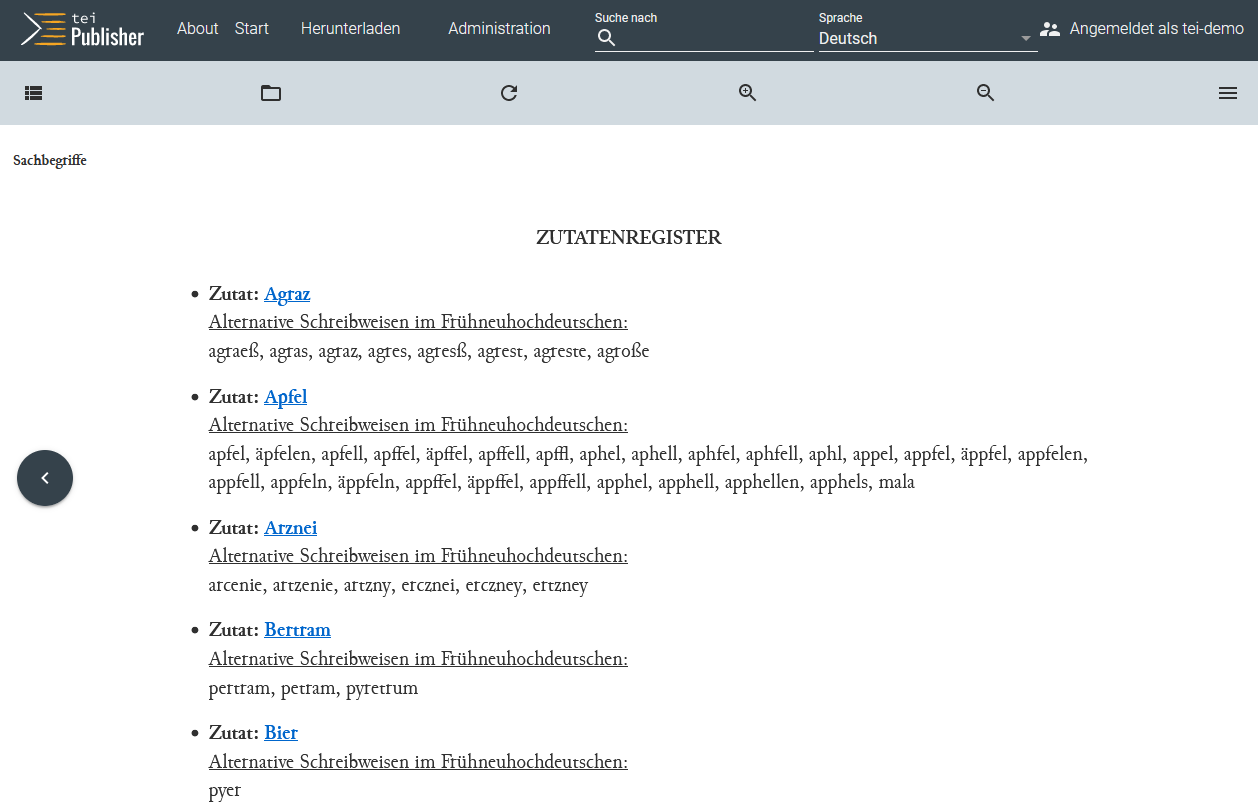 tei
Publisher
About Start Herunterladen Administration
Suche nach
Sprache
Deutsch
Angemeldet als tei-demo
Sachbegriffe
ZUTATENREGISTER
• Zutat: Agraz
Alternative Schreibweisen im Frühneuhochdeutschen:
agraeß, agras, agraz, agres, agresß, agrest, agreste, agroße
• Zutat: Apfel
Alternative Schreibweisen im Frühneuhochdeutschen:
apfel, äpfelen, apfell, apffel, äpffel, apffell, apffl, aphel, aphell, aphfel, aphfell, aphl, appel, appfel, äppfel, appfelen,
appfell, appfeln, äppfeln, appffel, äppffel, appffell, apphel, apphell, apphellen, apphels, mala
• Zutat: Arznei
Alternative Schreibweisen im Frühneuhochdeutschen:
arcenie, artzenie, artzny, ercznei, erczney, ertzney
• Zutat: Bertram
Alternative Schreibweisen im Frühneuhochdeutschen:
pertram, petram, pyretrum
• Zutat: Bier
Alternative Schreibweisen im Frühneuhochdeutschen:
pyer